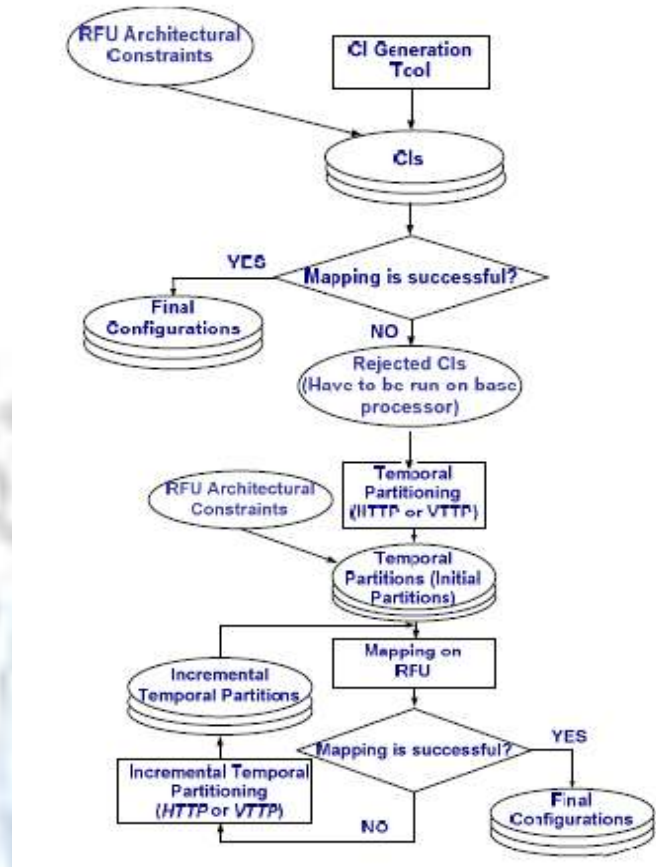 RFU Architectural
Constraints
CI Generation
Tool
CIs
YES
Mapping is successful?
Final
Configurations
NO
Rejected CIs
(Have to be run on base
processor)
Temporal
Partitioning
(HTTP or VTTP)
RFU Architectural
Constraints
Temporal
Partitions (Initial
Partitions)
Mapping on
RFU
Incremental
Temporal Partitions
Mapping is successful?
YES
Incremental Temporal
Partitioning
(HTTP or VTTP)
NO
Final
Configurations